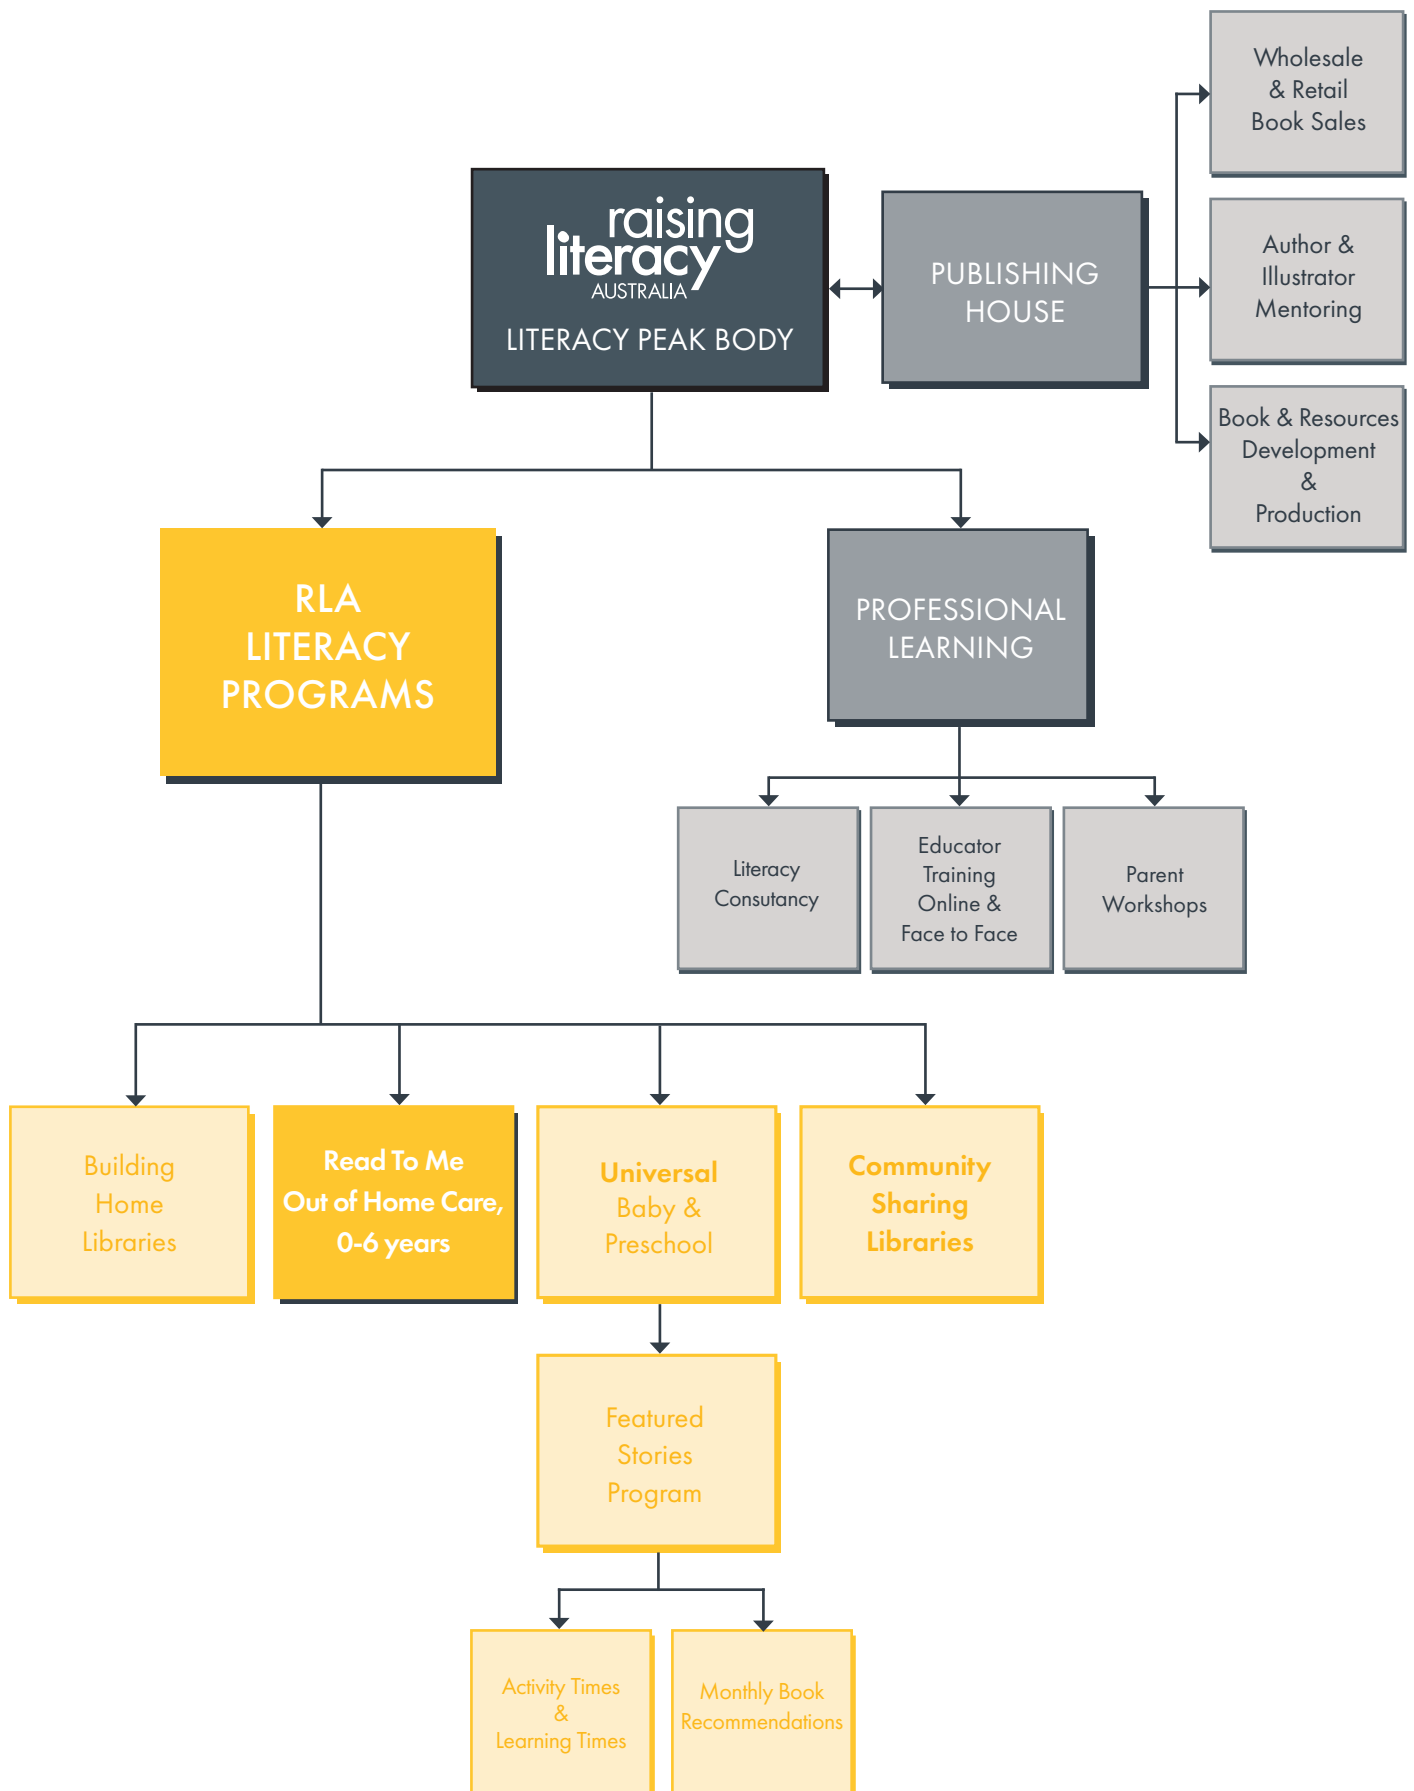 Wholesale
& Retail
Book Sales
raising
literacy
AUSTRALIA
LITERACY PEAK BODY
PUBLISHING
HOUSE
Author &
Illustrator
Mentoring
Book & Resources
Development
&
Production
RLA
LITERACY
PROGRAMS
PROFESSIONAL
LEARNING
Literacy
Consutancy
Educator
Training
Online &
Face to Face
Parent
Workshops
Building
Home
Libraries
Read To Me
Out of Home Care,
0-6 years
Universal
Baby &
Preschool
Community
Sharing
Libraries
Featured
Stories
Program
Activity Times
&
Learning Times
Monthly Book
Recommendations